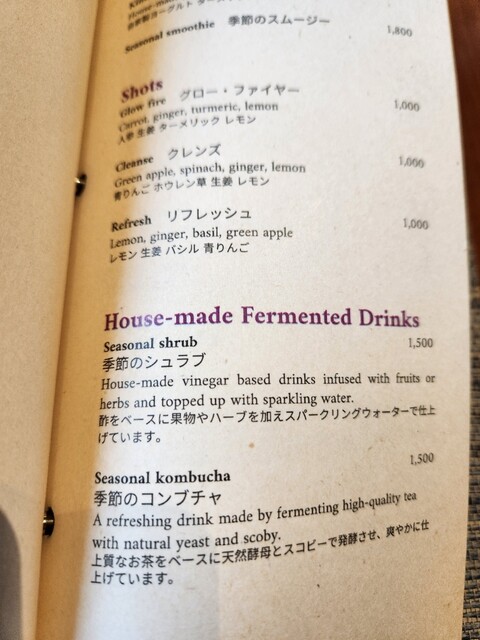 House-made
自家製ヨーグルト
Seasonal smoothie 季節のスムージー 1,800
Shots
Glow fire グロー・ファイヤー 1,000
Carrot, ginger, turmeric, lemon
人参 生姜 ターメリック レモン
Cleanse クレンズ 1,000
Green apple, spinach, ginger, lemon
青りんご ホウレン草 生姜 レモン
Refresh リフレッシュ 1,000
Lemon, ginger, basil, green apple
レモン 生姜 バシル 青りんご
House-made Fermented Drinks
Seasonal shrub 1,500
季節のシュラブ
House-made vinegar based drinks infused with fruits or
herbs and topped up with sparkling water.
酢をベースに果物やハーブを加えスパークリングウォーターで仕上
げています。
Seasonal kombucha 1,500
季節のコンブチャ
A refreshing drink made by fermenting high-quality tea
with natural yeast and scoby.
上質なお茶をベースに天然酵母とスコビーで発酵させ、爽やかに仕
上げています。